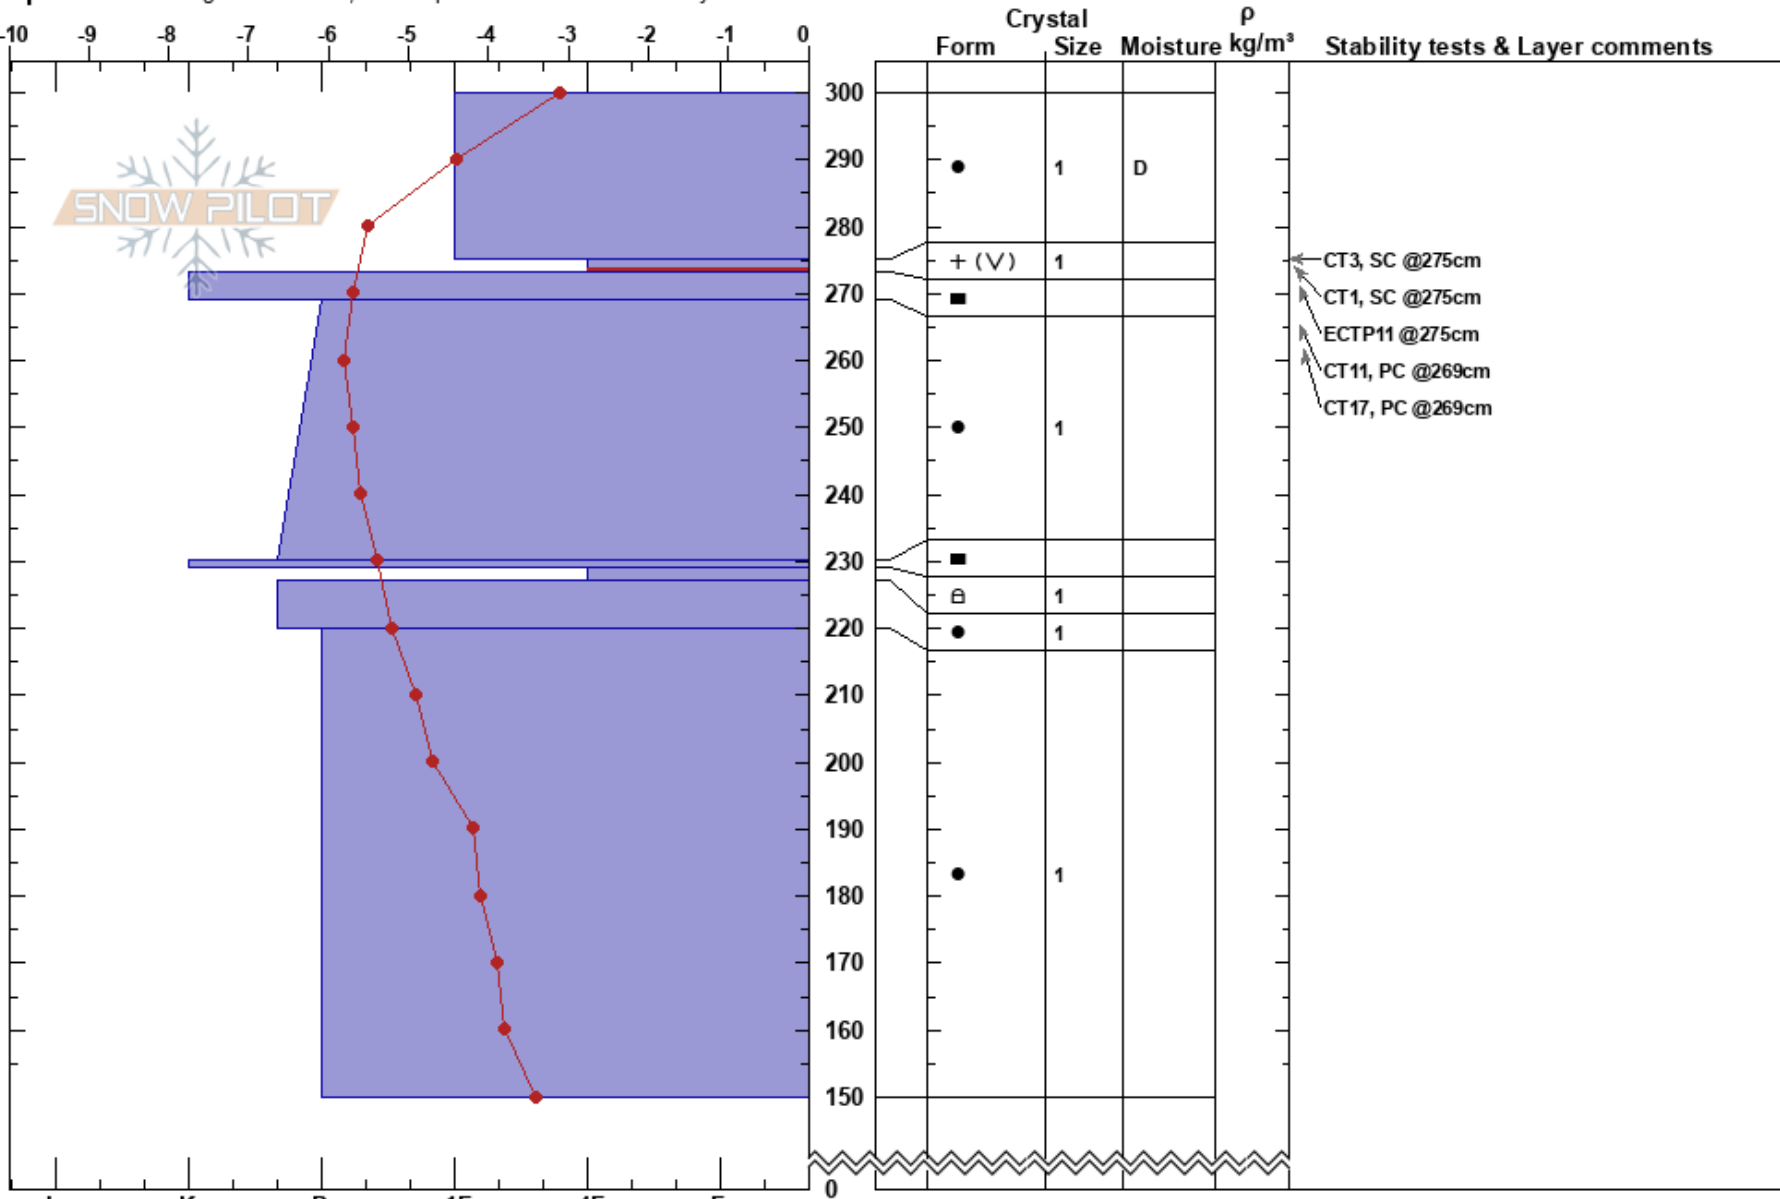 Crystal ρ
-10 -9 -8 -7 -6 -5 -4 -3 -2 -1 0 Form Size Moisture kg/m³ Stability tests & Layer comments
300
290 1 D
SNOW PILOT
280
+ (V) 1 CT3, SC @275cm
270 CT1, SC @275cm
ECTP11 @275cm
260 CT11, PC @269cm
CT17, PC @269cm
250 1
240
230
1
220 1
210
200
190
180 1
170
160
150
0